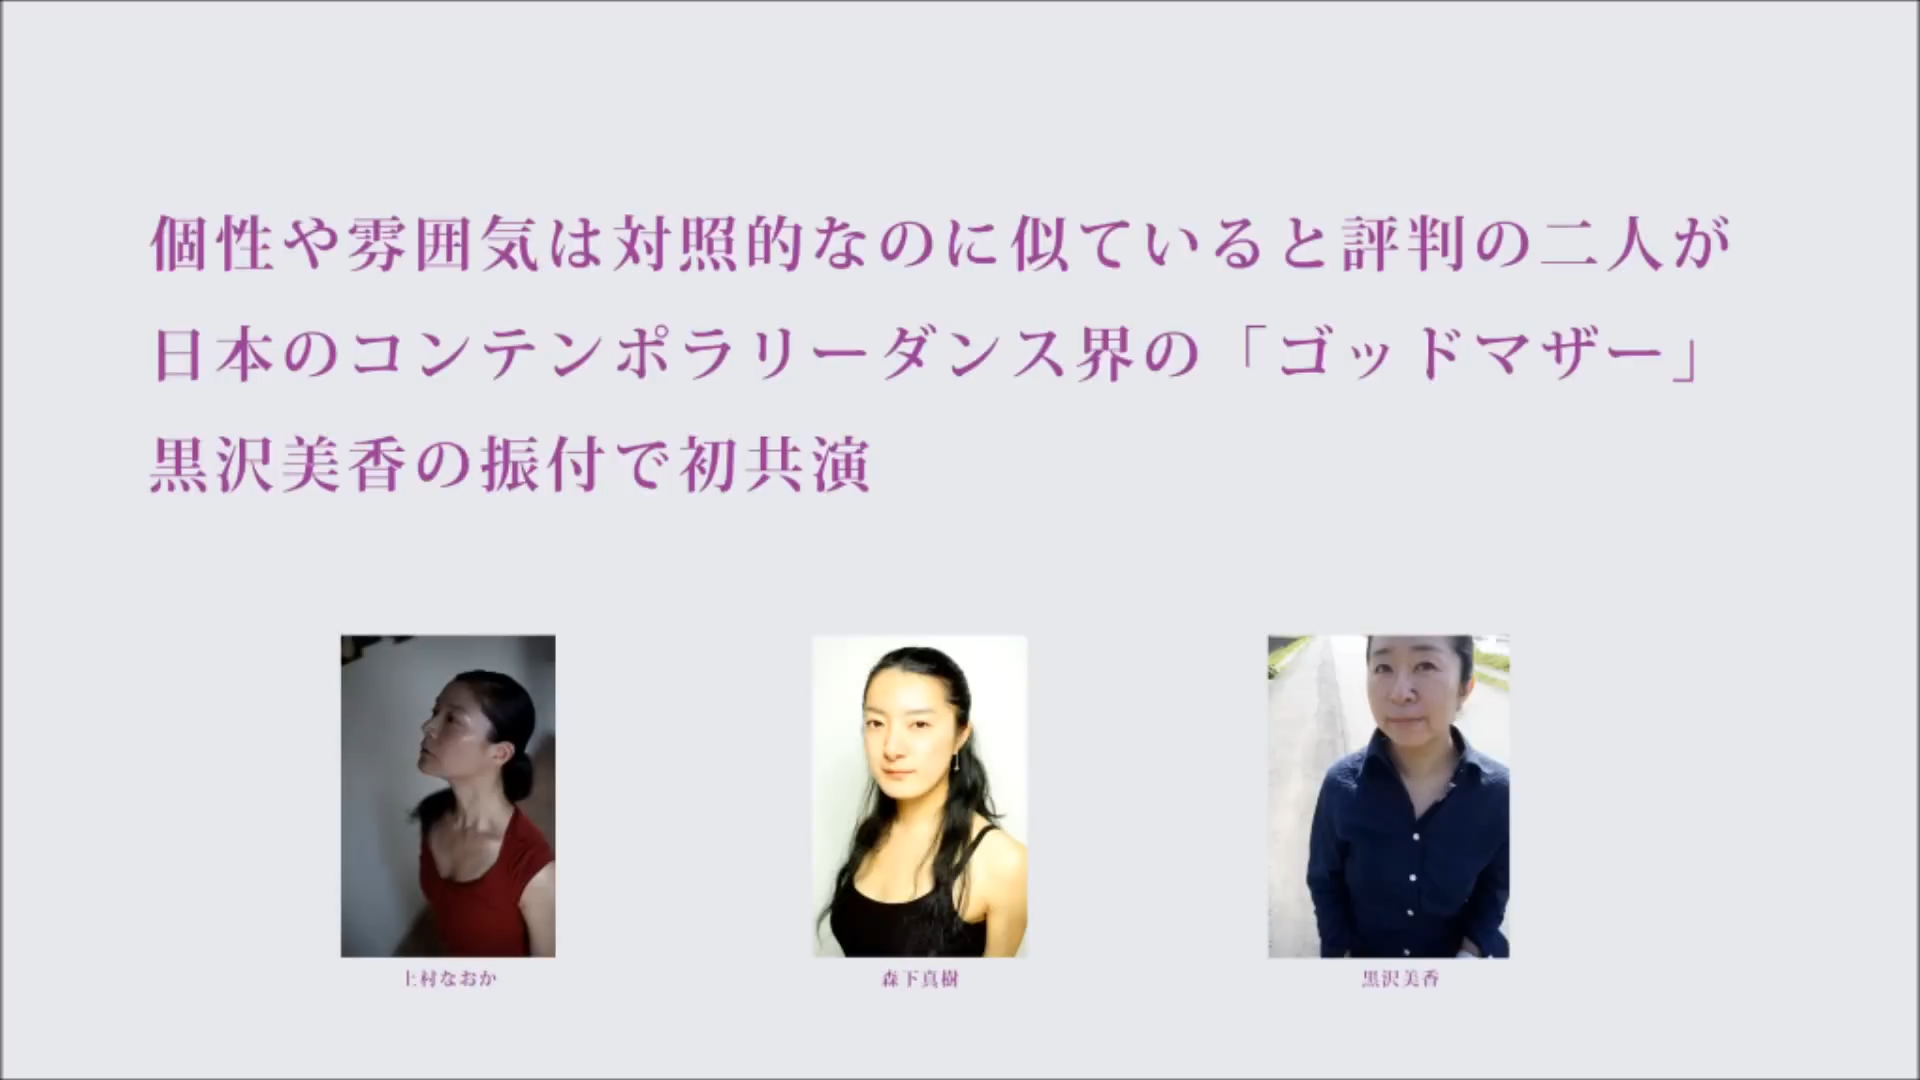 個性や雰囲気は対照的なのに似ていると評判の二人が
日本のコンテンポラリーダンス界の「ゴッドマザー」
黒沢美香の振付で初共演
上村なおか
森下真樹
黒沢美香